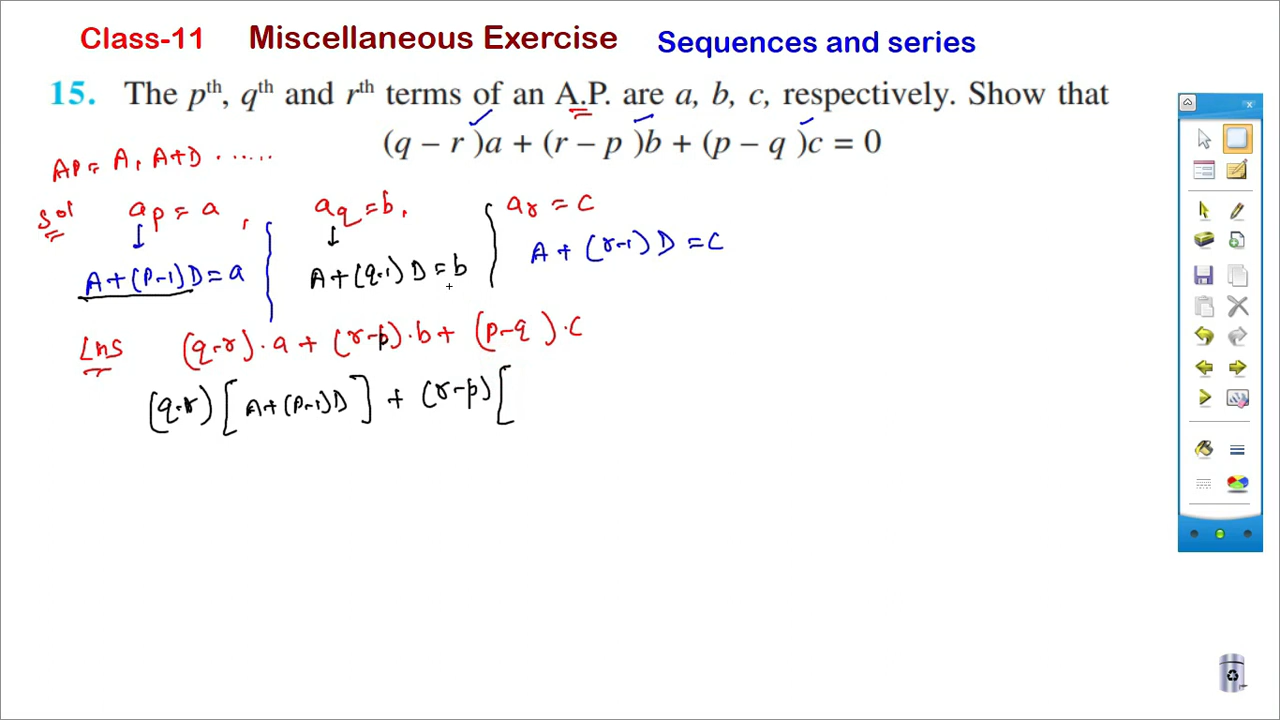 Class-11 Miscellaneous Exercise Sequences and series
15. The pth, qth and rth terms of an A.P. are a, b, c, respectively. Show that
(q – r )a + (r – p )b + (p – q )c = 0
AP = A, A+D ......
Sol ap = a , aq = b, ar = c
A+(P-1)D=a A+(q-1)D=b A+(r-1)D=c
LHS (q-r)·a + (r-p)·b + (p-q)·c
(q-r)[A+(P-1)D] + (r-p)[